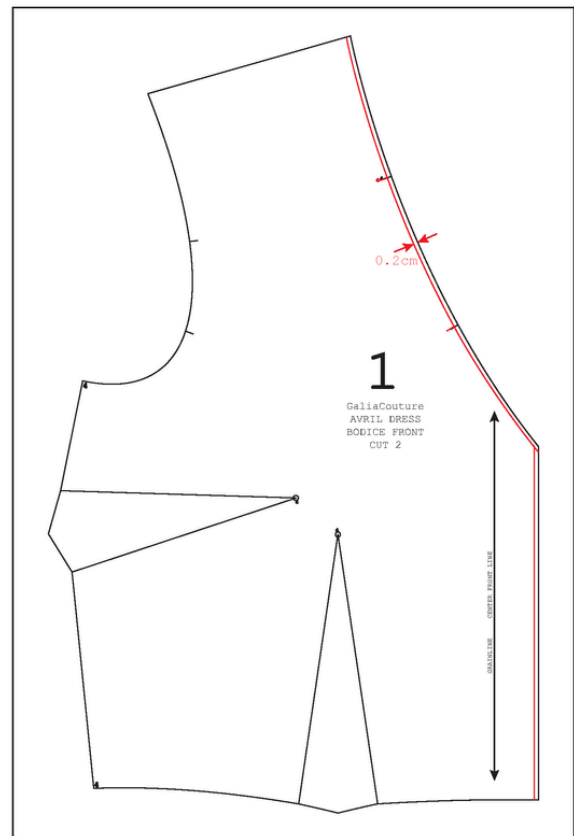 0.2cm
1
GaliaCouture
AVRIL DRESS
BODICE FRONT
CUT 2
GRAINLINE CENTER FRONT LINE